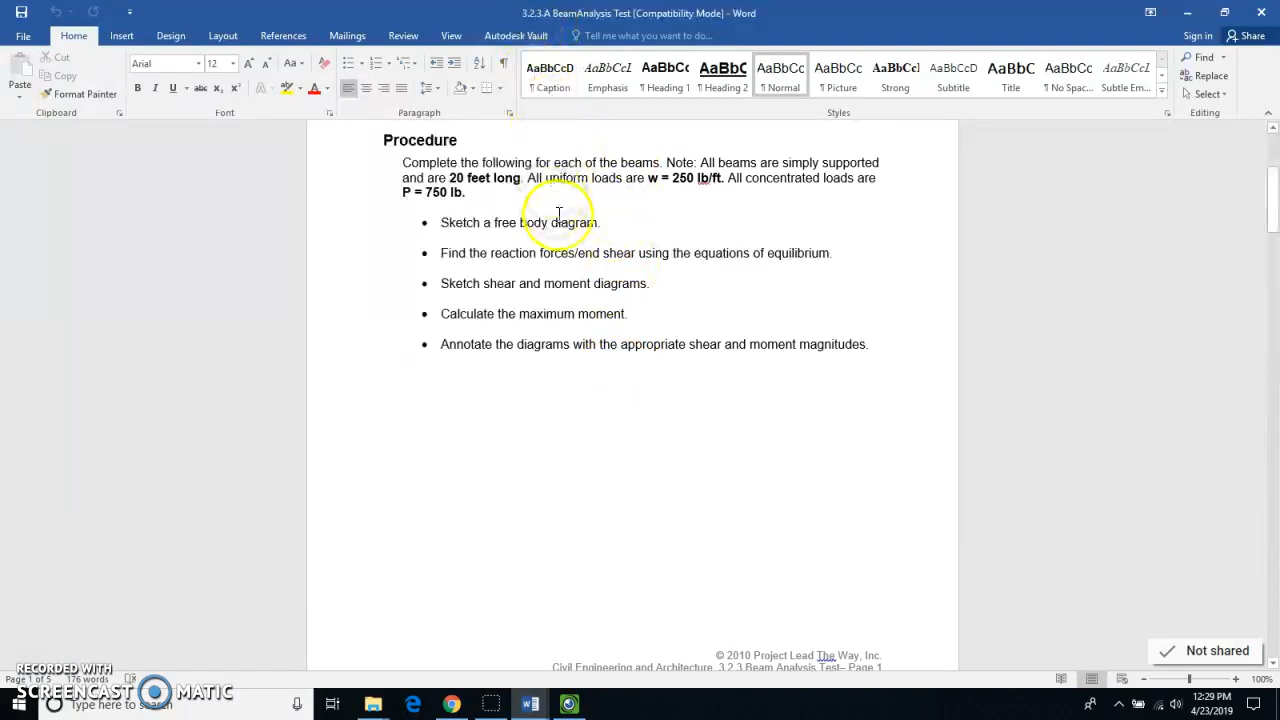 3.2.3.A BeamAnalysis Test [Compatibility Mode] - Word
File Home Insert Design Layout References Mailings Review View Autodesk Vault Tell me what you want to do... Sign in Share
Cut
Copy
Format Painter
Paste
Clipboard
Arial 12
Font
Paragraph
AaBbCcD AaBbCcI AaBbCc AaBbC AaBbCc AaBbCc AaBbCcI AaBbCcD AaBbC AaBbCc AaBbCcI
¶ Caption Emphasis ¶ Heading 1 ¶ Heading 2 ¶ Normal ¶ Picture Strong Subtitle Title ¶ No Spac... Subtle Em...
Styles
Find
Replace
Select
Editing
Procedure
Complete the following for each of the beams. Note: All beams are simply supported
and are 20 feet long. All uniform loads are w = 250 lb/ft. All concentrated loads are
P = 750 lb.
• Sketch a free body diagram.
• Find the reaction forces/end shear using the equations of equilibrium.
• Sketch shear and moment diagrams.
• Calculate the maximum moment.
• Annotate the diagrams with the appropriate shear and moment magnitudes.
© 2010 Project Lead The Way, Inc.
Civil Engineering and Architecture 3.2.3 Beam Analysis Test– Page 1
Not shared
Page 1 of 5 176 words
100%
RECORDED WITH
SCREENCAST MATIC
Type here to search
12:29 PM
4/23/2019